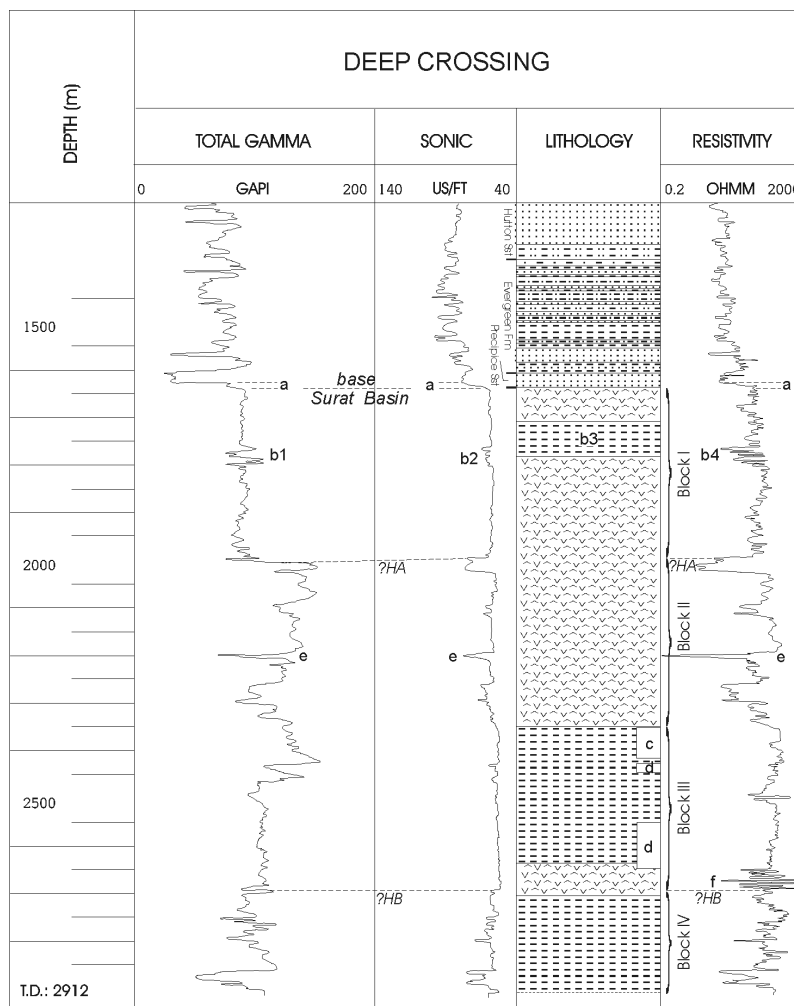 DEEP CROSSING
DEPTH (m)
TOTAL GAMMA
SONIC
LITHOLOGY
RESISTIVITY
0 GAPI 200
140 US/FT 40
0.2 OHMM 2000
Hutton Sst
Evergreen Frm
Precipice Sst
1500
base
Surat Basin
a
a
a
b1
b2
b3
b4
Block I
2000
?HA
?HA
Block II
e
e
e
c
d
2500
Block III
d
f
?HB
?HB
Block IV
T.D.: 2912